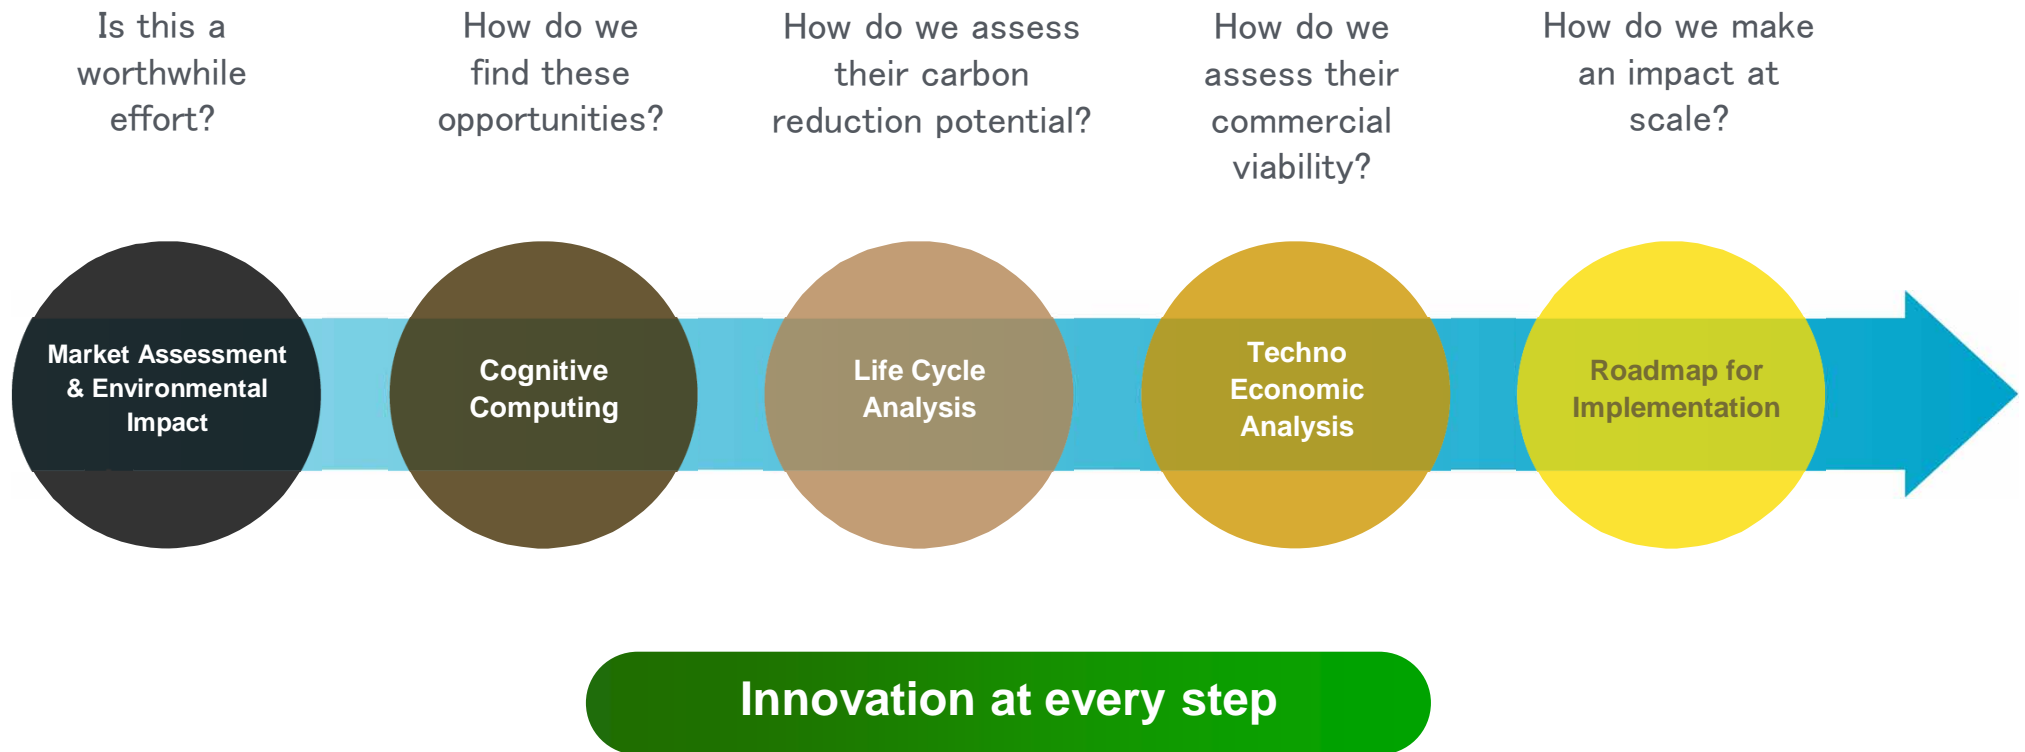 Is this a
worthwhile
effort?
How do we
find these
opportunities?
How do we assess
their carbon
reduction potential?
How do we
assess their
commercial
viability?
How do we make
an impact at
scale?
Market Assessment
& Environmental
Impact
Cognitive
Computing
Life Cycle
Analysis
Techno
Economic
Analysis
Roadmap for
Implementation
Innovation at every step